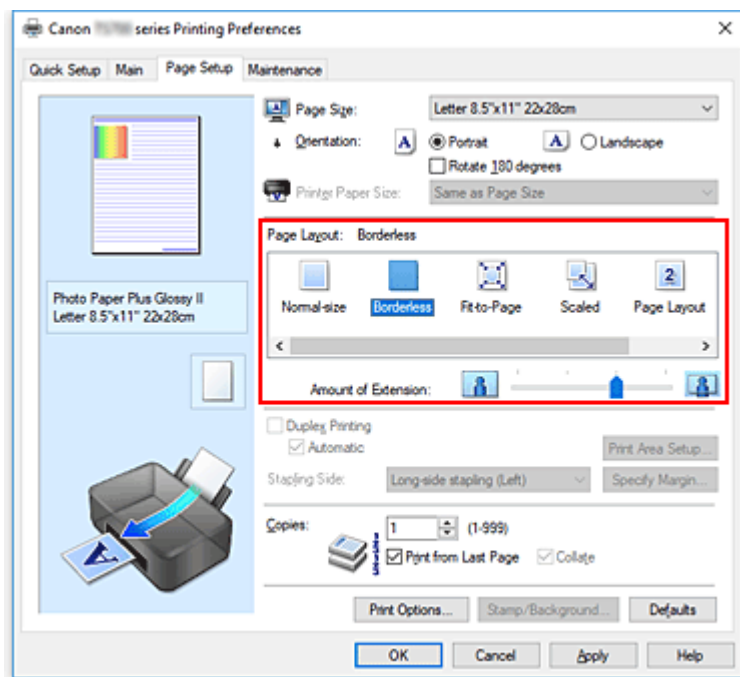 Canon series Printing Preferences
Quick Setup Main Page Setup Maintenance
Page Size: Letter 8.5"x11" 22x28cm
Orientation: A Portrait A Landscape
Rotate 180 degrees
Printer Paper Size: Same as Page Size
Page Layout: Borderless
2
Normal-size Borderless Fit-to-Page Scaled Page Layout
Photo Paper Plus Glossy II
Letter 8.5"x11" 22x28cm
Amount of Extension:
Duplex Printing
Automatic Print Area Setup...
Stapling Side: Long-side stapling (Left) Specify Margin...
Copies: 1 (1-999)
Print from Last Page Collate
A
Print Options... Stamp/Background... Defaults
OK Cancel Apply Help